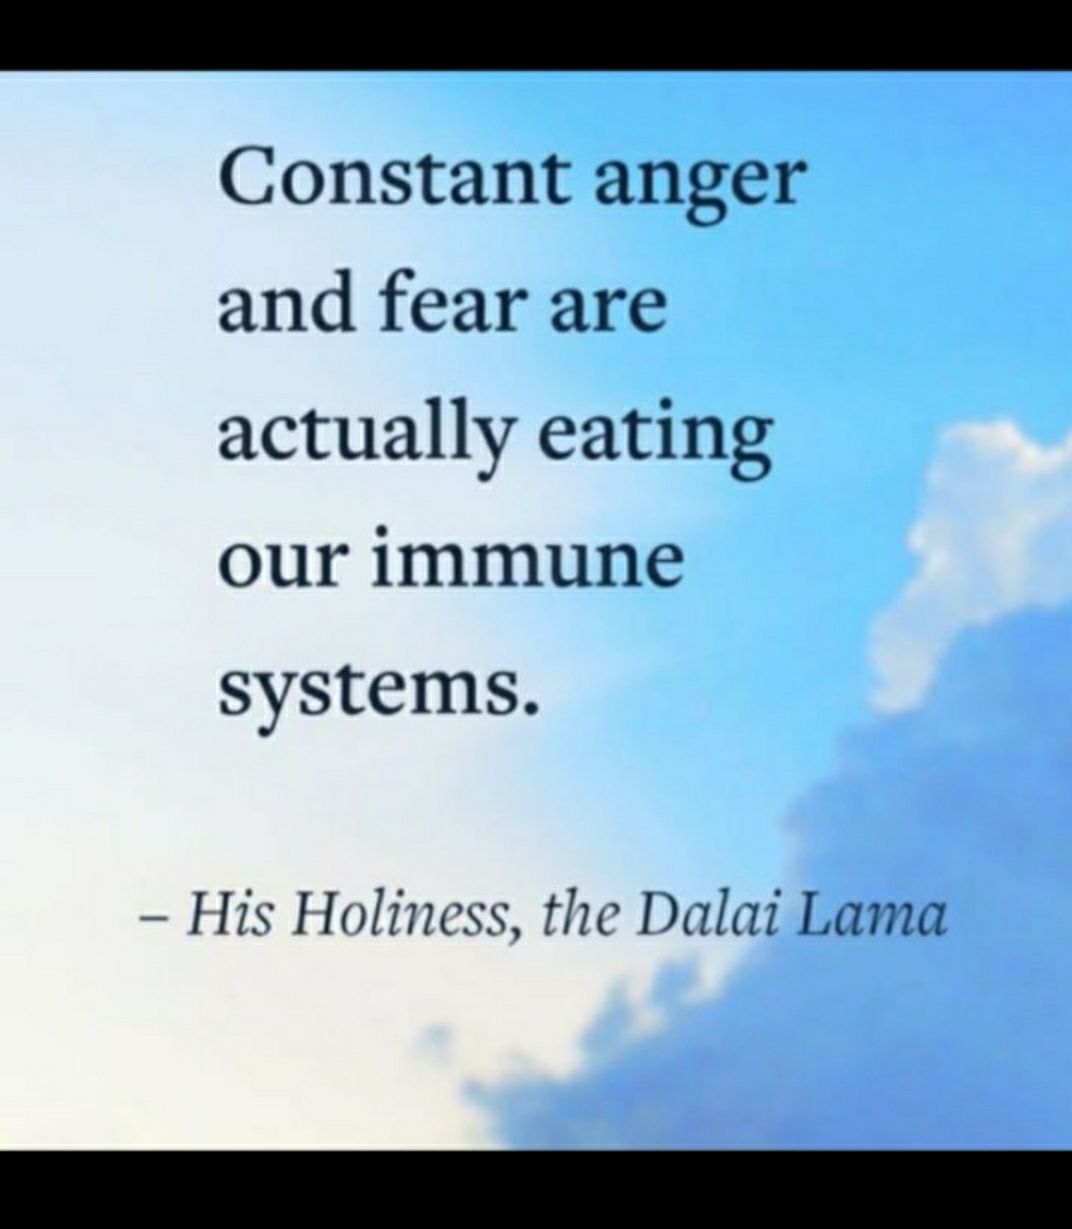 Constant anger
and fear are
actually eating
our immune
systems.
– His Holiness, the Dalai Lama